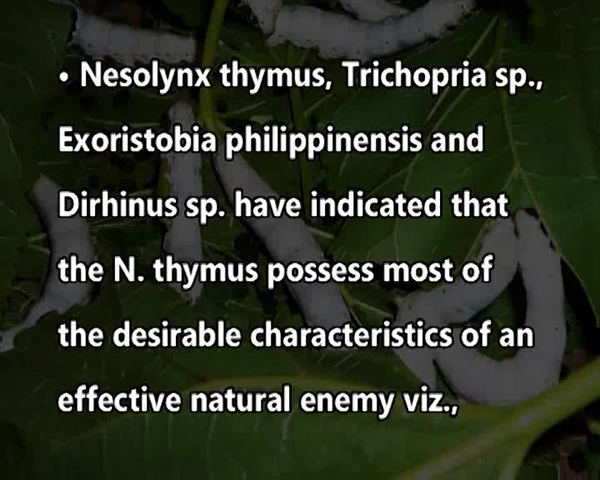 • Nesolynx thymus, Trichopria sp.,
Exoristobia philippinensis and
Dirhinus sp. have indicated that
the N. thymus possess most of
the desirable characteristics of an
effective natural enemy viz.,